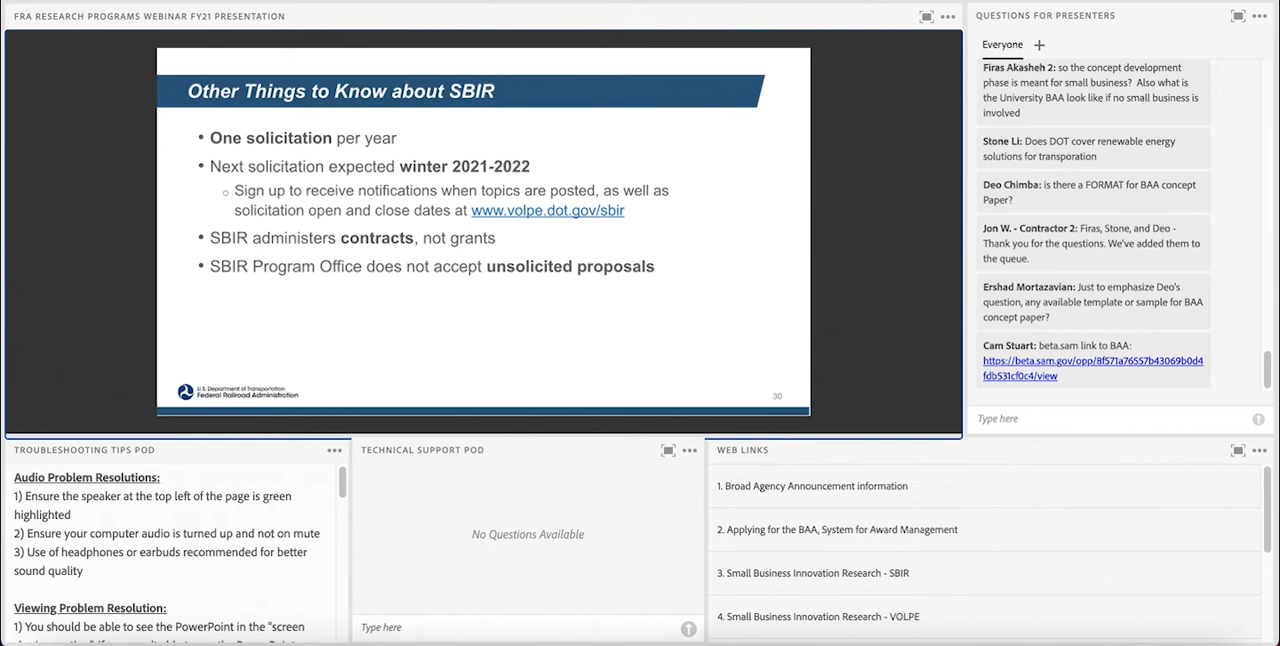 FRA RESEARCH PROGRAMS WEBINAR FY21 PRESENTATION
Other Things to Know about SBIR
• One solicitation per year
• Next solicitation expected winter 2021-2022
○ Sign up to receive notifications when topics are posted, as well as
solicitation open and close dates at www.volpe.dot.gov/sbir
• SBIR administers contracts, not grants
• SBIR Program Office does not accept unsolicited proposals
U.S. Department of Transportation
Federal Railroad Administration
30
QUESTIONS FOR PRESENTERS
Everyone
Firas Akasheh 2: so the concept development
phase is meant for small business? Also what is
the University BAA look like if no small business is
involved
Stone Li: Does DOT cover renewable energy
solutions for transporation
Deo Chimba: is there a FORMAT for BAA concept
Paper?
Jon W. - Contractor 2: Firas, Stone, and Deo -
Thank you for the questions. We've added them to
the queue.
Ershad Mortazavian: Just to emphasize Deo's
question, any available template or sample for BAA
concept paper?
Cam Stuart: beta.sam link to BAA:
https://beta.sam.gov/opp/8f571a76557b43069b0d4
fdb531cf0c4/view
Type here
TROUBLESHOOTING TIPS POD
Audio Problem Resolutions:
1) Ensure the speaker at the top left of the page is green
highlighted
2) Ensure your computer audio is turned up and not on mute
3) Use of headphones or earbuds recommended for better
sound quality
Viewing Problem Resolution:
1) You should be able to see the PowerPoint in the "screen
TECHNICAL SUPPORT POD
No Questions Available
Type here
WEB LINKS
1. Broad Agency Announcement information
2. Applying for the BAA, System for Award Management
3. Small Business Innovation Research - SBIR
4. Small Business Innovation Research - VOLPE